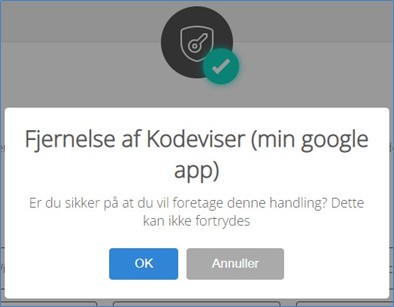 Fjernelse af Kodeviser (min google
app)
Er du sikker på at du vil foretage denne handling? Dette
kan ikke fortrydes
OK
Annuller